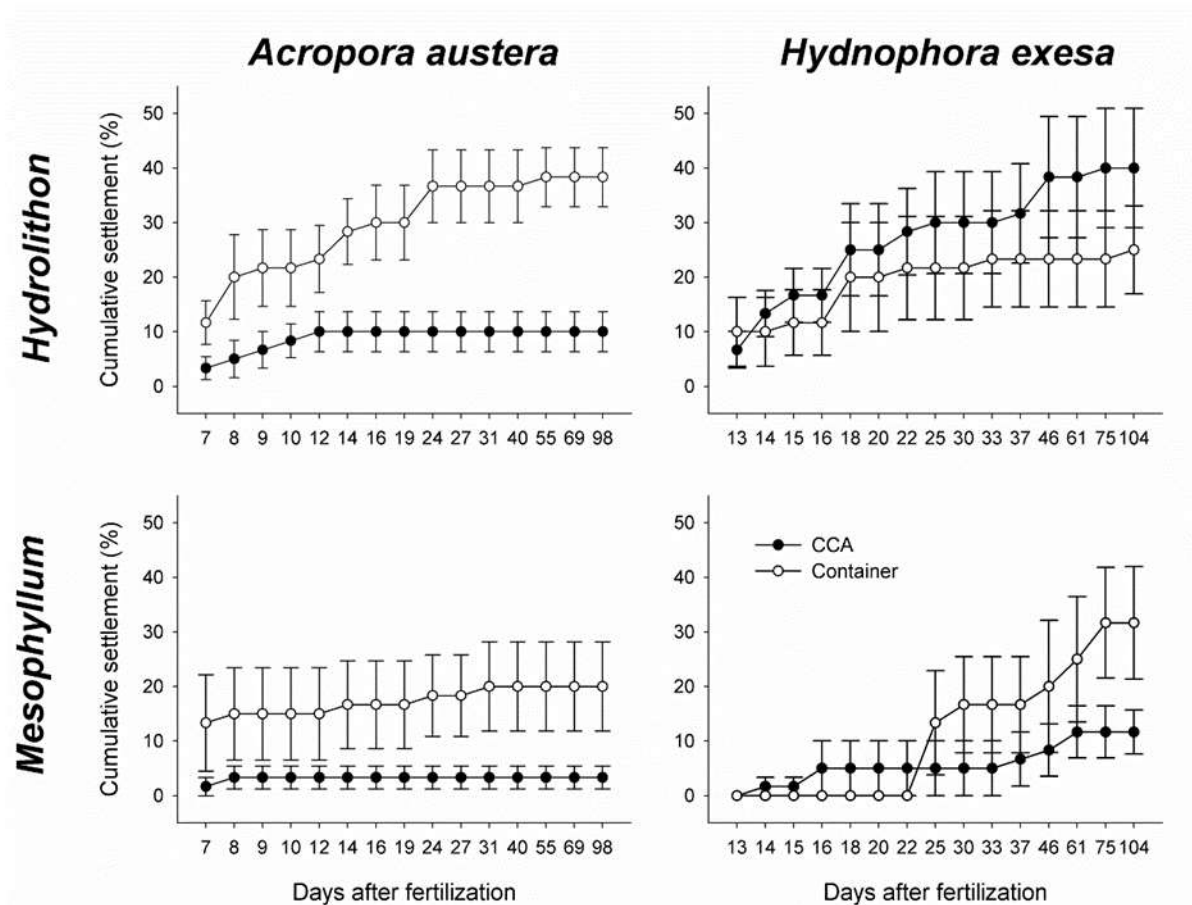 Acropora austera
Hydnophora exesa
Hydrolithon
Cumulative settlement (%)
50
40
30
20
10
0
7 8 9 10 12 14 16 19 24 27 31 40 55 69 98
50
40
30
20
10
0
13 14 15 16 18 20 22 25 30 33 37 46 61 75 104
Mesophyllum
Cumulative settlement (%)
50
40
30
20
10
0
7 8 9 10 12 14 16 19 24 27 31 40 55 69 98
Days after fertilization
50
40
30
20
10
0
CCA
Container
13 14 15 16 18 20 22 25 30 33 37 46 61 75 104
Days after fertilization